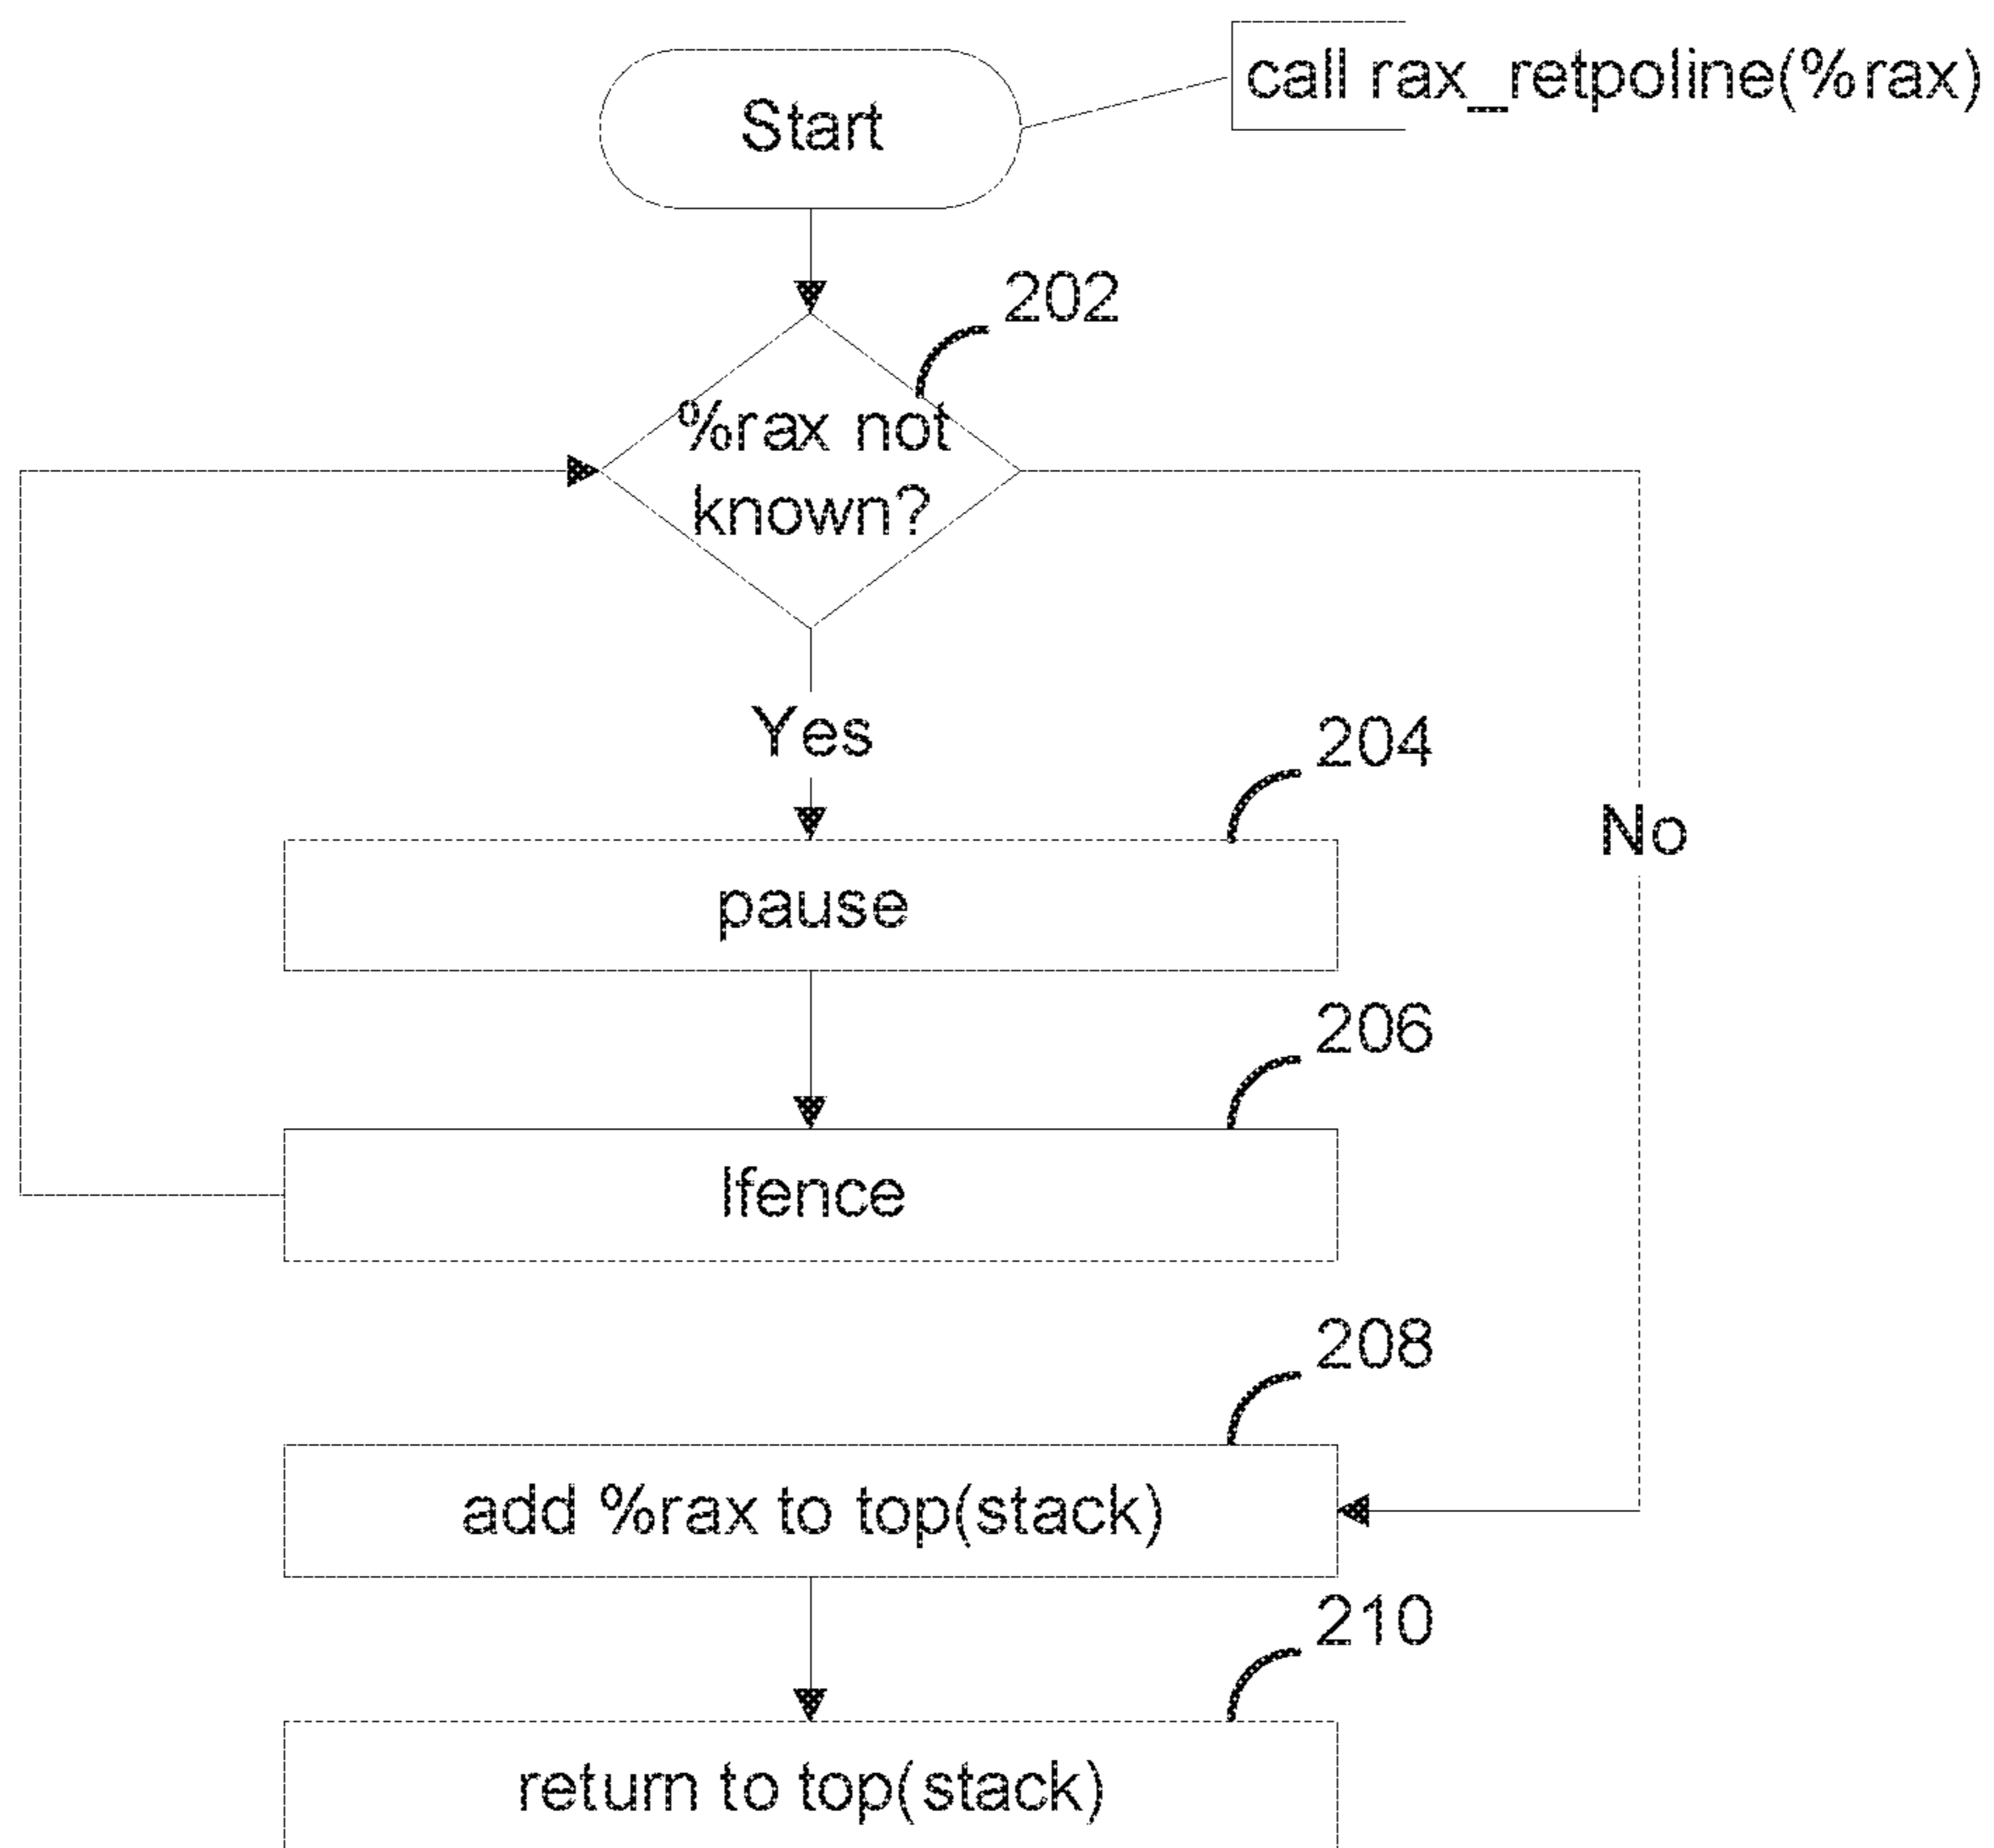 Start
call rax_retpoline(%rax)
202
%rax not
known?
Yes
204
No
pause
206
lfence
208
add %rax to top(stack)
210
return to top(stack)